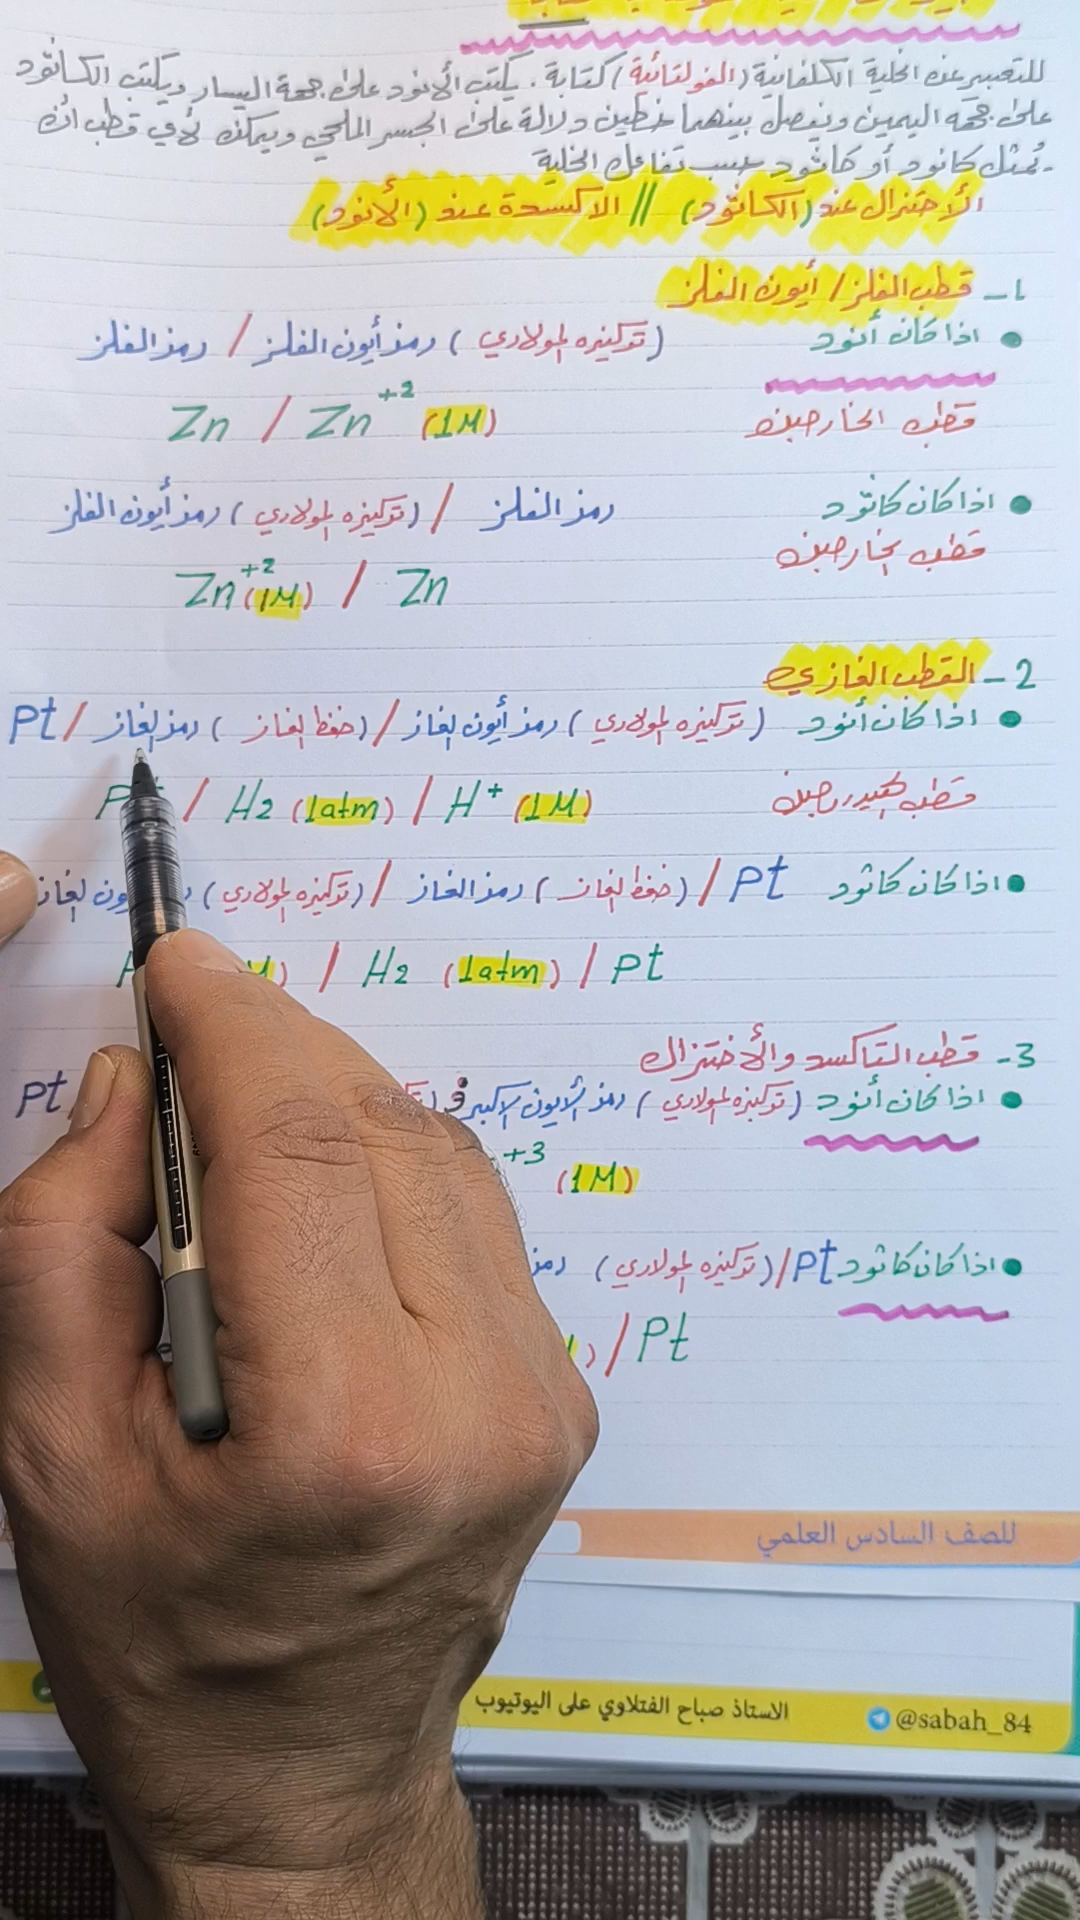 للتعبير عن الخلية الكلفانية (الفولتائية) كتابة . يكتب الأنود على جهة اليسار ويكتب الكاثود
على جهة اليمين ويفصل بينهما خطين دلالة على الجسر الملحي ويمكن لأي قطب ان
يمثل كانود أو كاثود حسب تفاعل الخلية
الأختزال عند (الكاثود) // الاكسدة عند (الأنود)
1- قطب الفلز / أيون الفلز
● اذا كان أنود رمز الفلز / رمز أيون الفلز (تركيزه المولاري)
قطب الخارصين Zn / Zn+2 (1M)
● اذا كان كاثود رمز أيون الفلز (تركيزه المولاري) / رمز الفلز
قطب الخارصين Zn+2 (1M) / Zn
2- القطب الغازي
● اذا كان أنود Pt / رمز الغاز (ضغط الغاز) / رمز أيون الغاز (تركيزه المولاري)
قطب الهيدروجين / H2 (1atm) / H+ (1M)
● اذا كان كاثود الغاز (تركيزه المولاري) / رمز الغاز (ضغط الغاز) / Pt
/ H2 (1atm) / Pt
3- قطب التأكسد والأختزال
● اذا كان أنود Pt رمز الأيون الأكبر (تركيزه المولاري)
+3 (1M)
● اذا كان كاثود رمز (تركيزه المولاري) / Pt
) / Pt
للصف السادس العلمي
الاستاذ صباح الفتلاوي على اليوتيوب @sabah_84